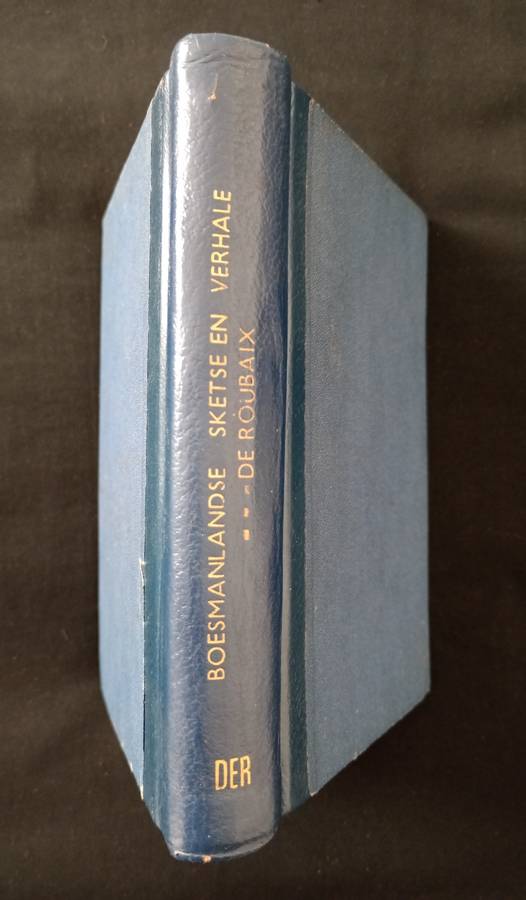 BOESMANLANDSE SKETSE EN VERHALE
DE ROUBAIX
DER